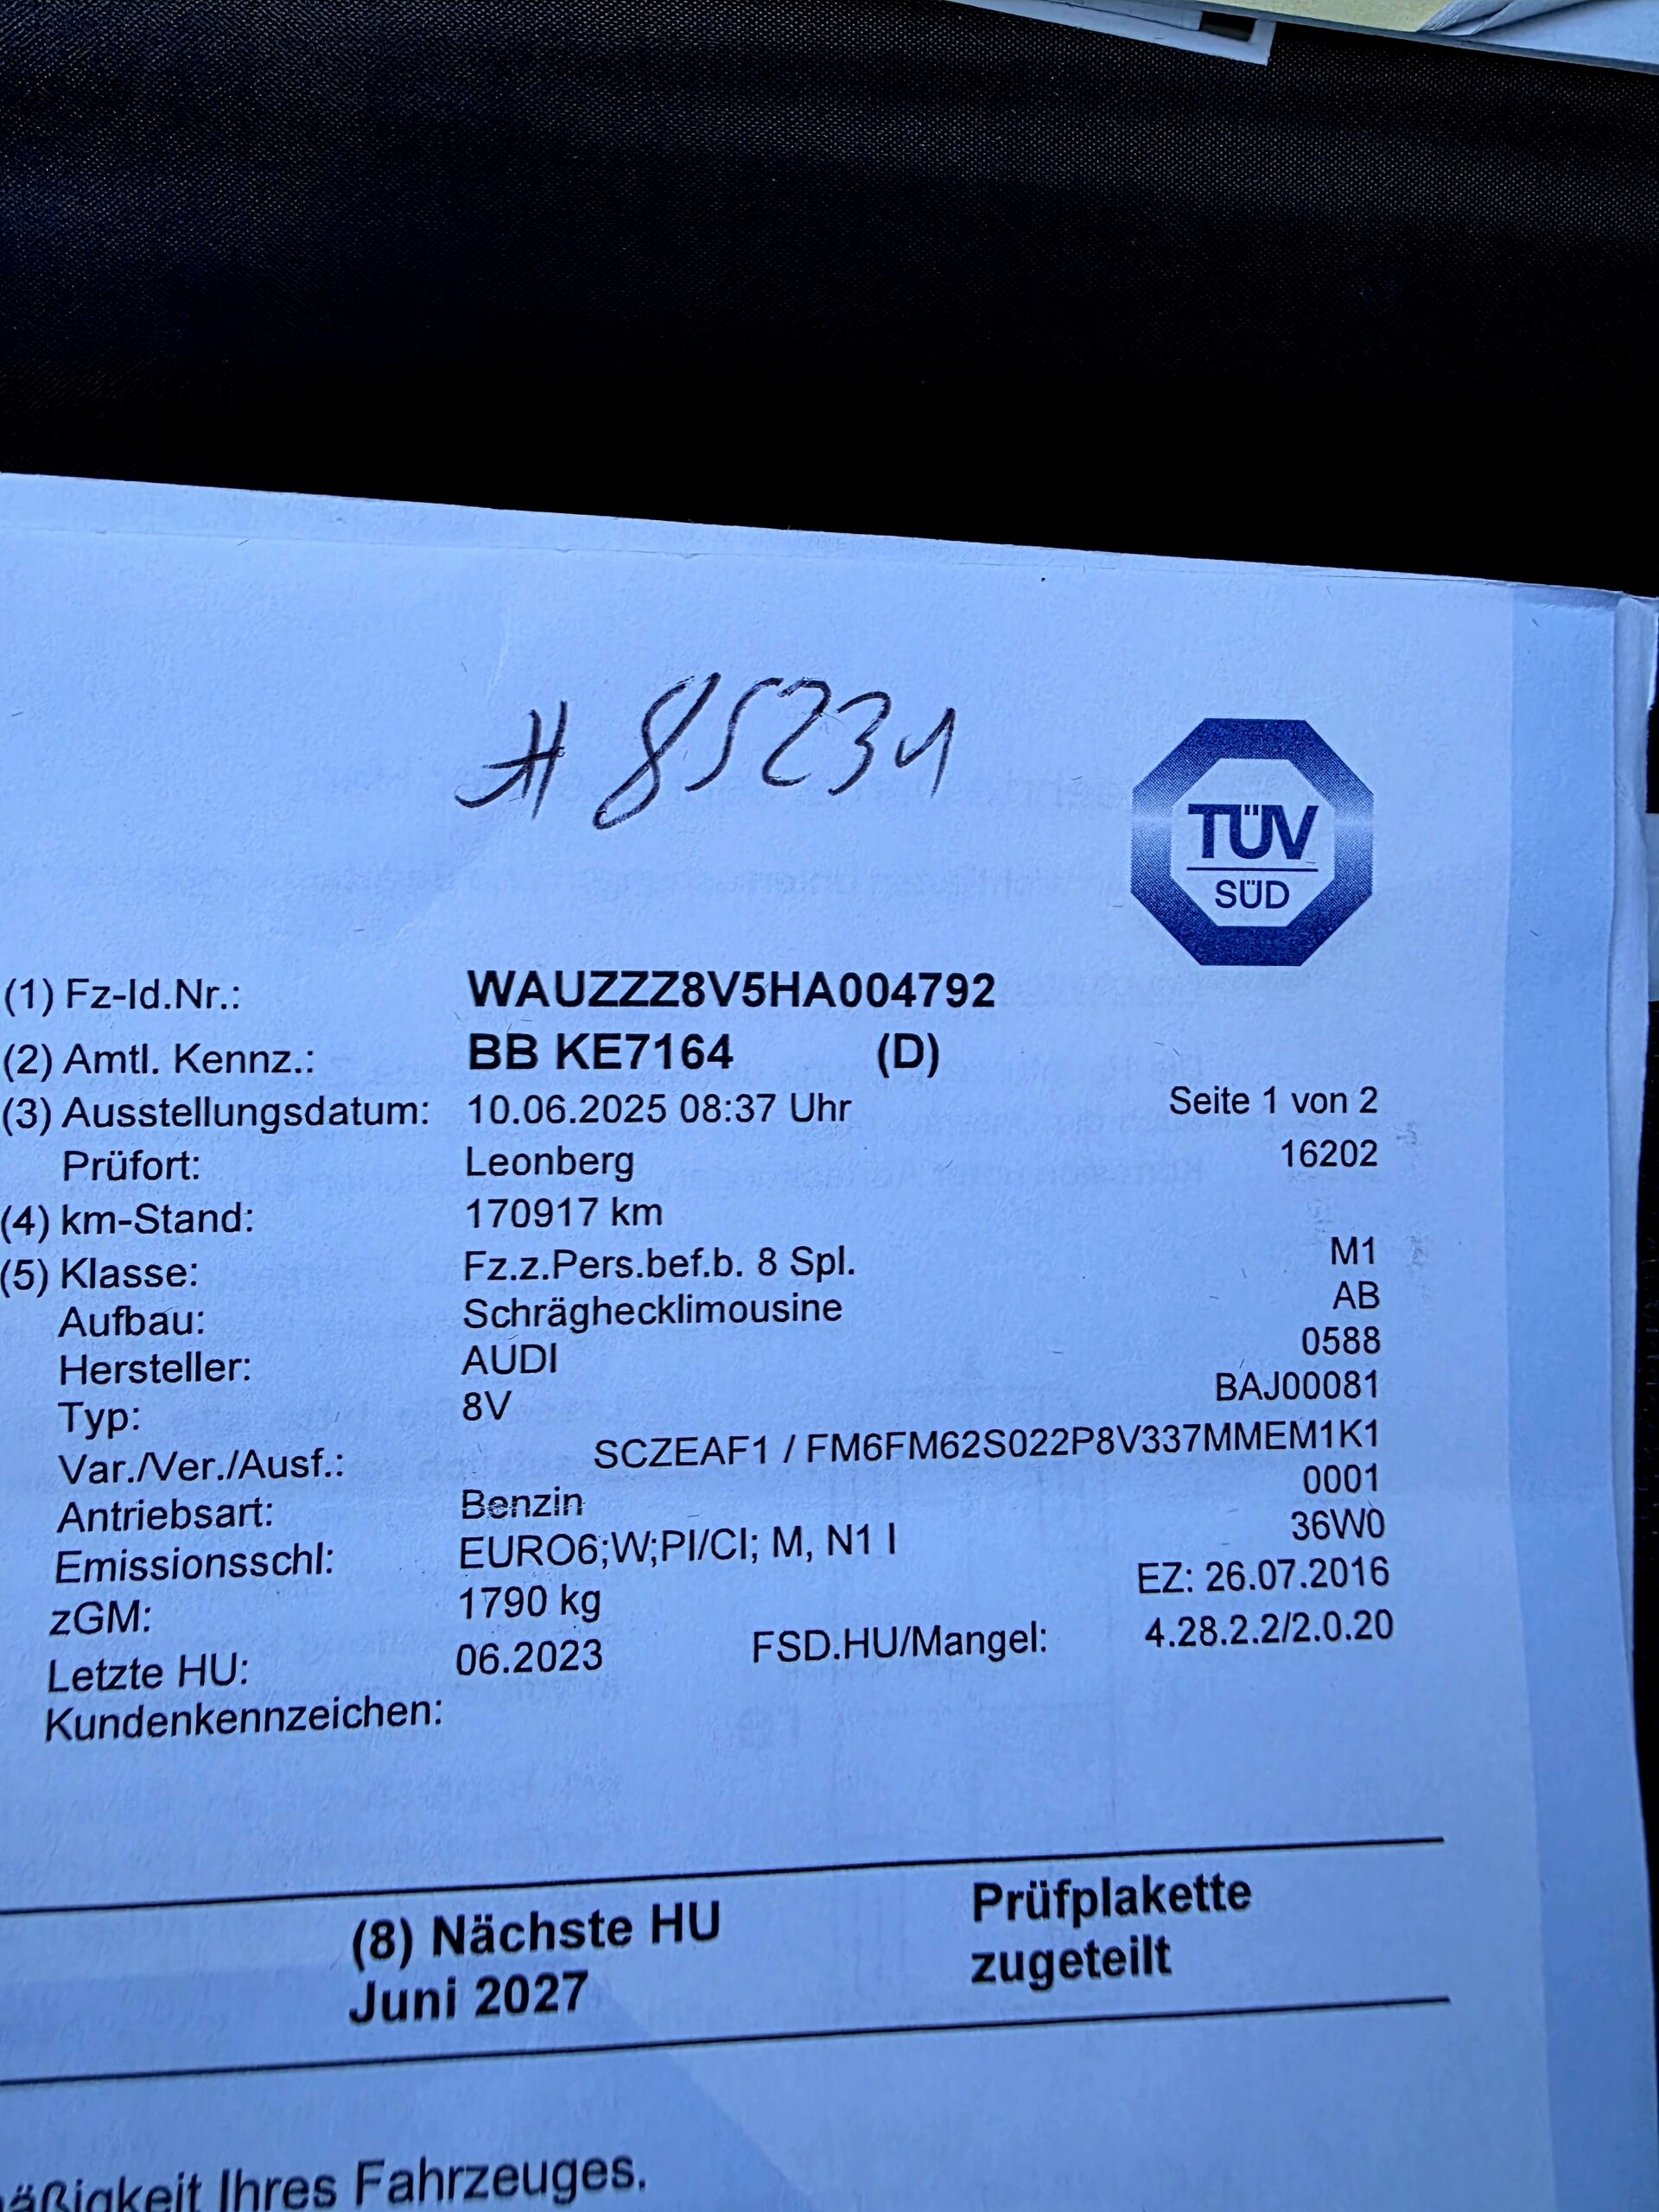 # 85231
TÜV
SÜD
(1) Fz-Id.Nr.: WAUZZZ8V5HA004792
(2) Amtl. Kennz.: BB KE7164 (D)
(3) Ausstellungsdatum: 10.06.2025 08:37 Uhr Seite 1 von 2
Prüfort: Leonberg 16202
(4) km-Stand: 170917 km
(5) Klasse: Fz.z.Pers.bef.b. 8 Spl. M1
Aufbau: Schräghecklimousine AB
Hersteller: AUDI 0588
Typ: 8V BAJ00081
Var./Ver./Ausf.: SCZEAF1 / FM6FM62S022P8V337MMEM1K1
Antriebsart: Benzin 0001
Emissionsschl: EURO6;W;PI/CI; M, N1 I 36W0
zGM: 1790 kg EZ: 26.07.2016
Letzte HU: 06.2023 FSD.HU/Mangel: 4.28.2.2/2.0.20
Kundenkennzeichen:
(8) Nächste HU Prüfplakette
Juni 2027 zugeteilt
Ihres Fahrzeuges.